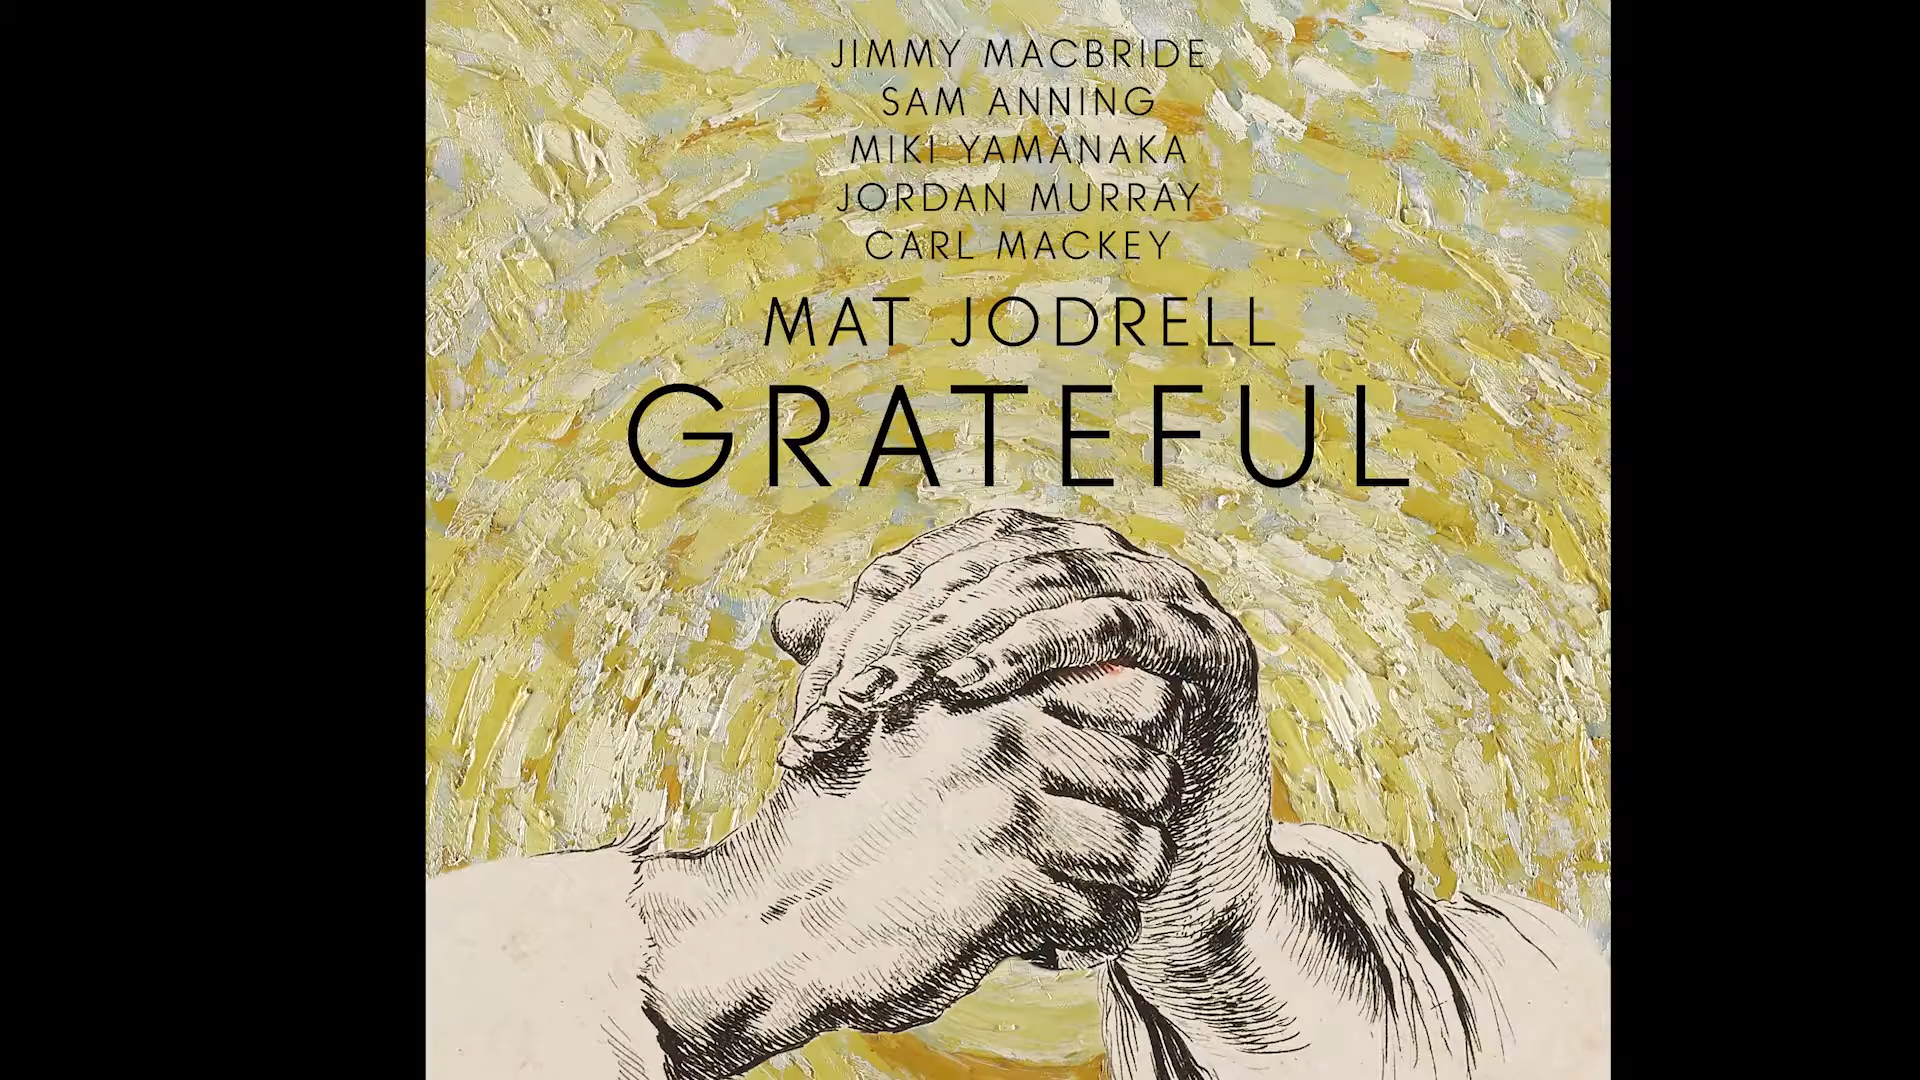 JIMMY MACBRIDE
SAM ANNING
MIKI YAMANAKA
JORDAN MURRAY
CARL MACKEY
MAT JODRELL
GRATEFUL